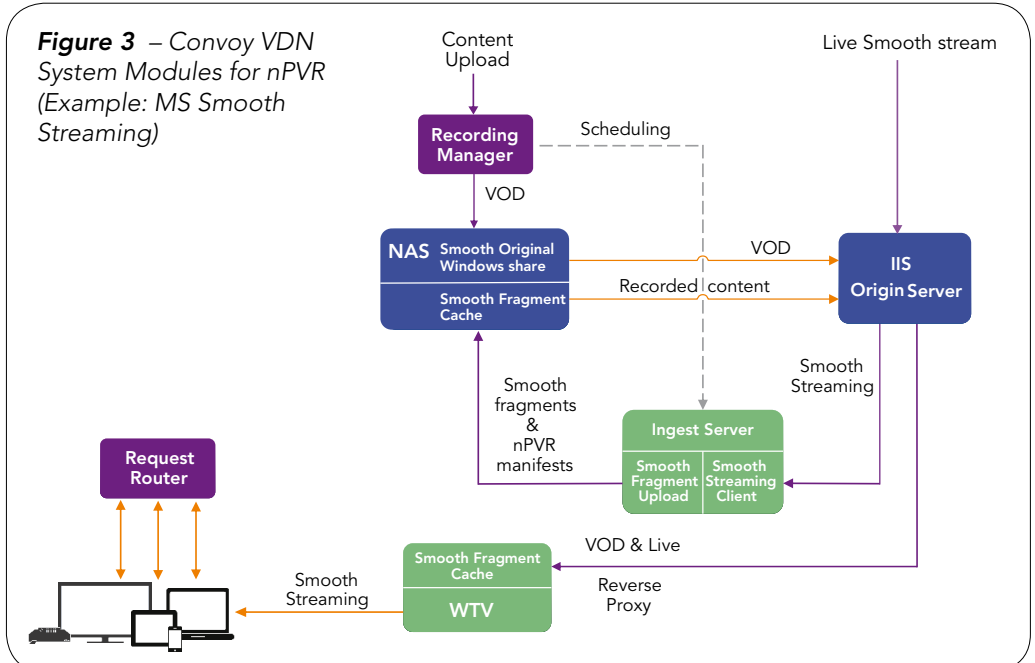 Figure 3 – Convoy VDN
System Modules for nPVR
(Example: MS Smooth
Streaming)
Content
Upload
Live Smooth stream
Recording
Manager
Scheduling
VOD
NAS Smooth Original
Windows share
Smooth Fragment
Cache
VOD
Recorded content
IIS
Origin Server
Smooth
fragments
&
nPVR
manifests
Smooth
Streaming
Ingest Server
Smooth
Fragment
Upload
Smooth
Streaming
Client
Request
Router
VOD & Live
Reverse
Proxy
Smooth Fragment
Cache
WTV
Smooth
Streaming